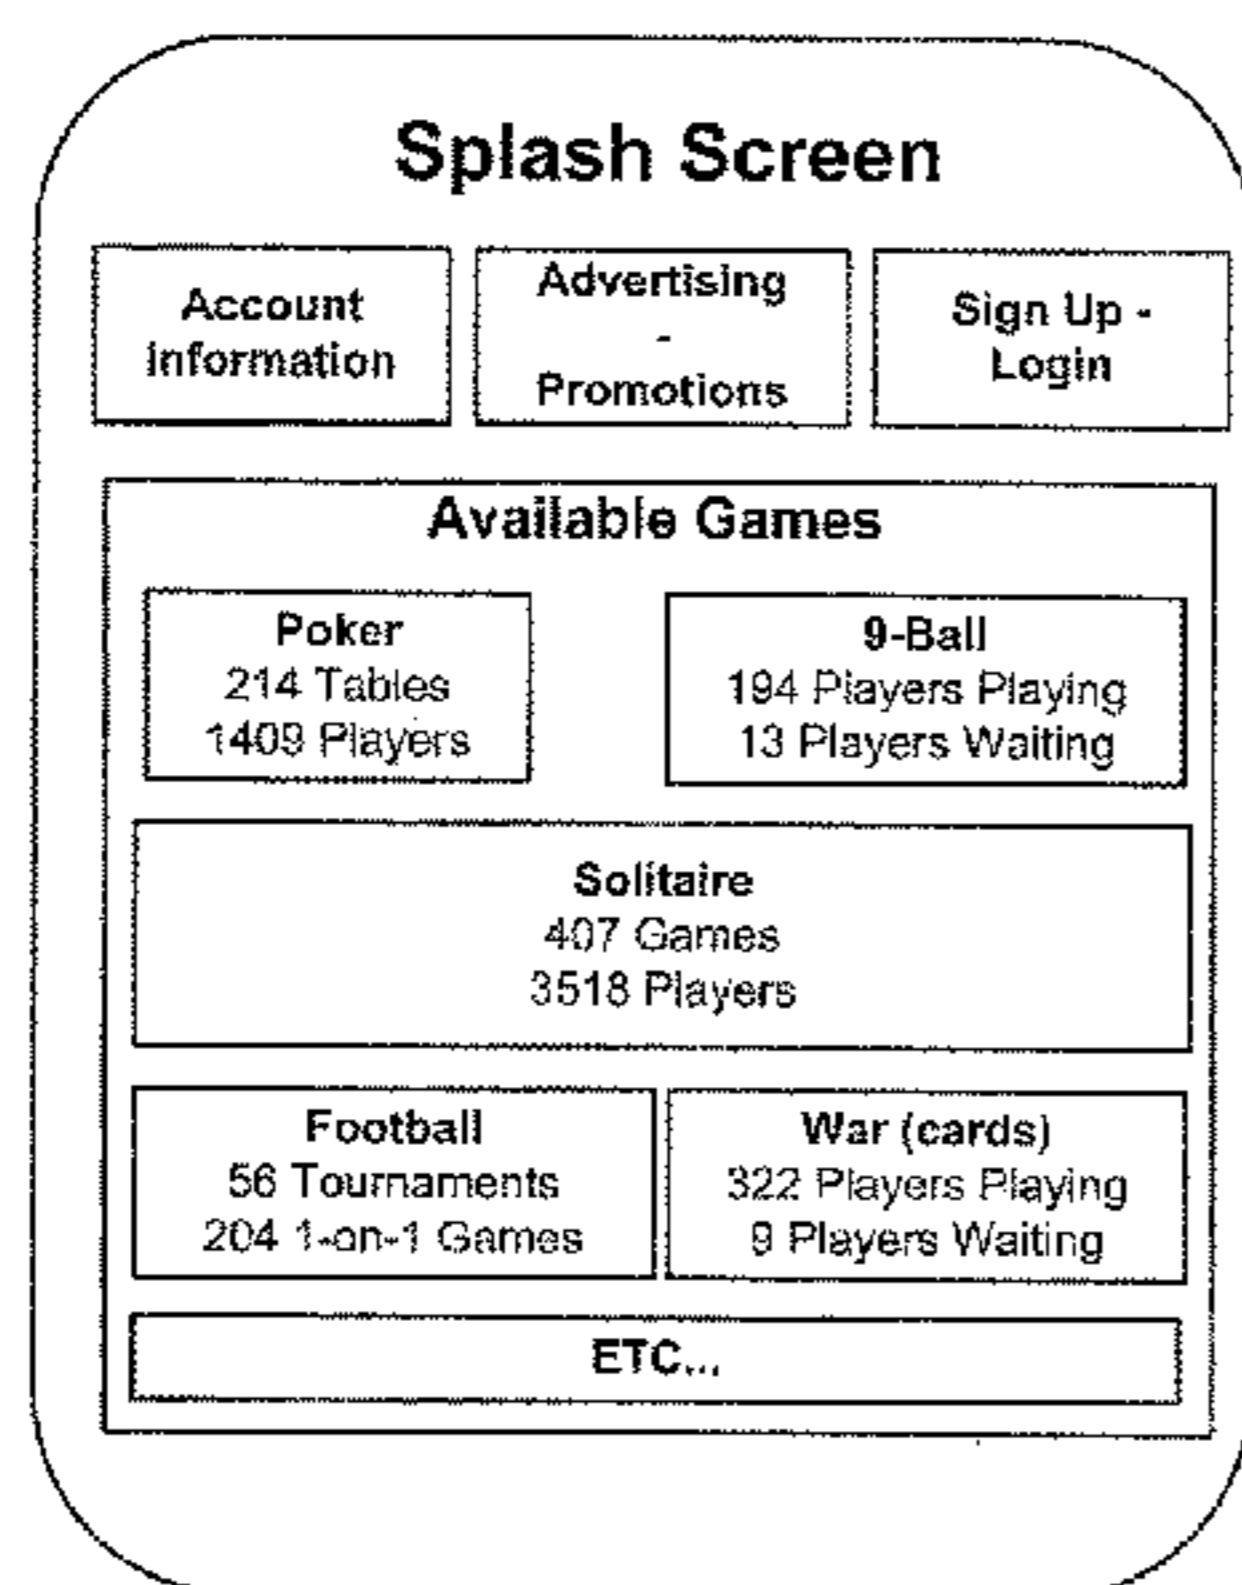 Splash Screen
Account
Information
Advertising
-
Promotions
Sign Up -
Login
Available Games
Poker
214 Tables
1409 Players
9-Ball
194 Players Playing
13 Players Waiting
Solitaire
407 Games
3518 Players
Football
56 Tournaments
204 1-on-1 Games
War (cards)
322 Players Playing
9 Players Waiting
ETC...